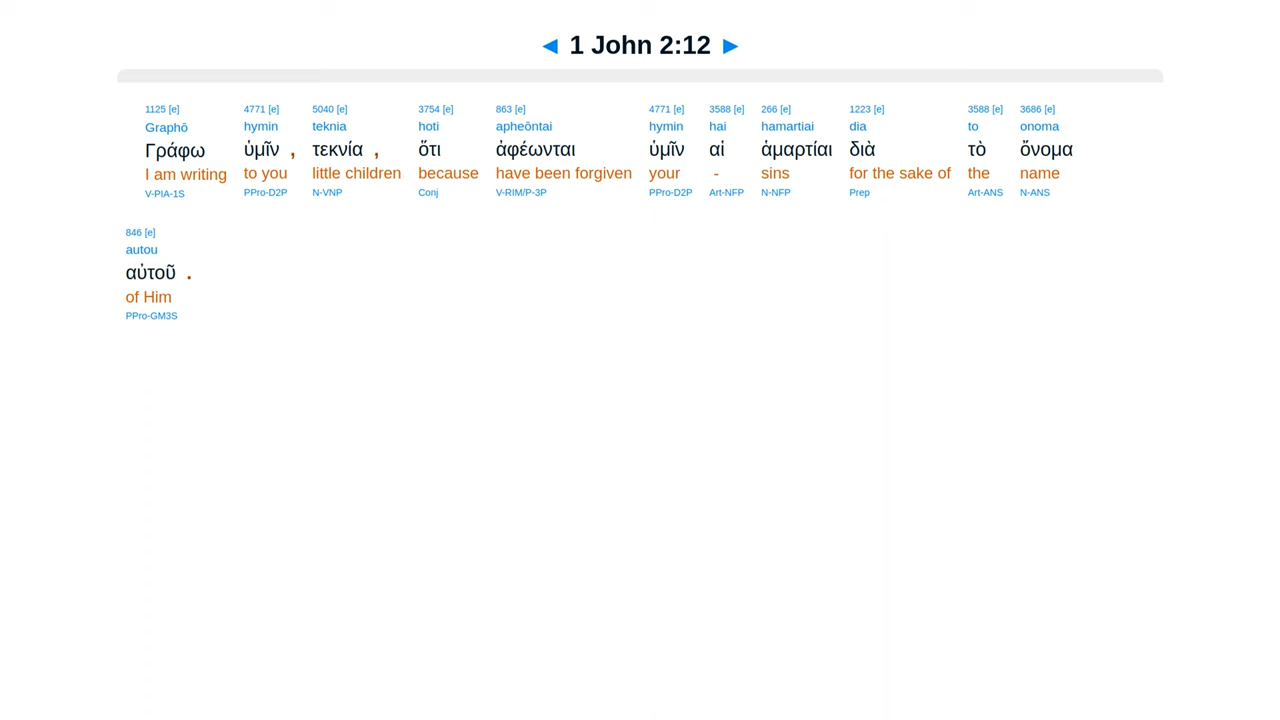 ◄ 1 John 2:12 ►
1125 [e] 4771 [e] 5040 [e] 3754 [e] 863 [e] 4771 [e] 3588 [e] 266 [e] 1223 [e] 3588 [e] 3686 [e]
Graphō hymin teknia hoti apheōntai hymin hai hamartiai dia to onoma
Γράφω ὑμῖν , τεκνία , ὅτι ἀφέωνται ὑμῖν αἱ ἁμαρτίαι διὰ τὸ ὄνομα
I am writing to you little children because have been forgiven your - sins for the sake of the name
V-PIA-1S PPro-D2P N-VNP Conj V-RIM/P-3P PPro-D2P Art-NFP N-NFP Prep Art-ANS N-ANS
846 [e]
autou
αὐτοῦ .
of Him
PPro-GM3S